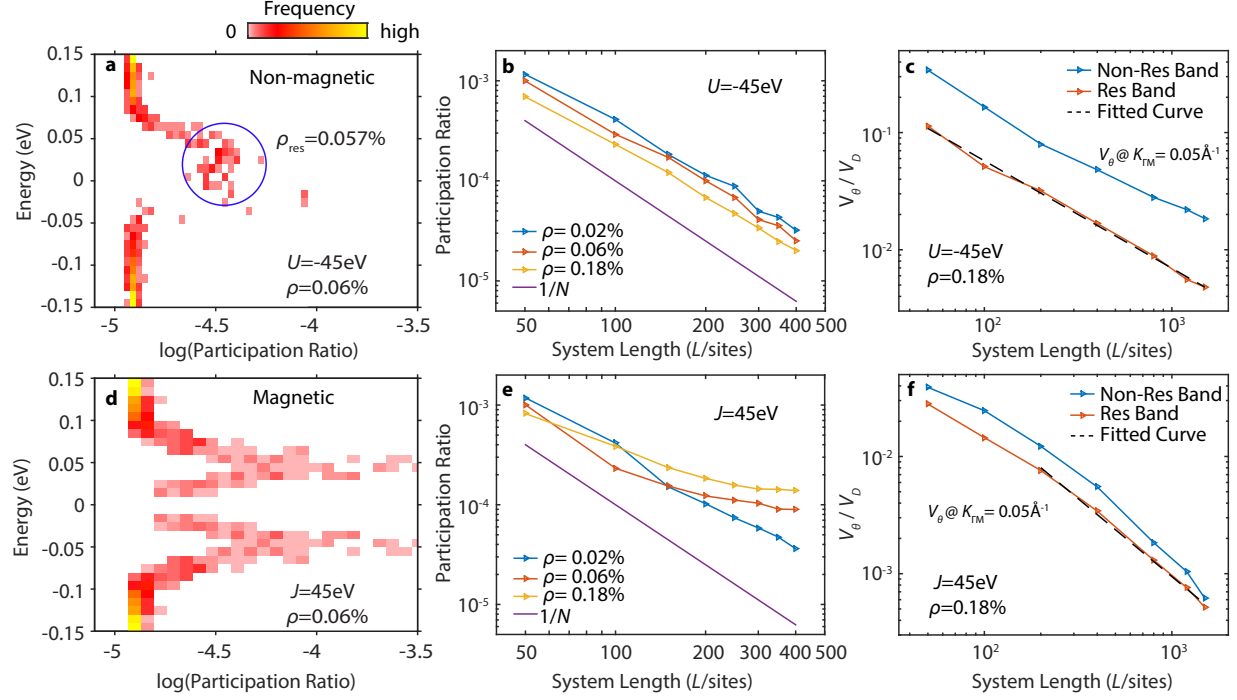 Frequency
0 high
a
Non-magnetic
ρres=0.057%
U=-45eV
ρ=0.06%
0.15
0.1
0.05
0
-0.05
-0.1
-0.15
Energy (eV)
-5 -4.5 -4 -3.5
log(Participation Ratio)
b
U=-45eV
ρ= 0.02%
ρ= 0.06%
ρ= 0.18%
1/N
10⁻³
10⁻⁴
10⁻⁵
Participation Ratio
50 100 200 300 400 500
System Length (L/sites)
c
Non-Res Band
Res Band
Fitted Curve
Vθ @ KΓM= 0.05Å⁻¹
U=-45eV
ρ=0.18%
10⁻¹
10⁻²
Vθ / VD
10² 10³
System Length (L/sites)
d
Magnetic
J=45eV
ρ=0.06%
0.15
0.1
0.05
0
-0.05
-0.1
-0.15
Energy (eV)
-5 -4.5 -4 -3.5
log(Participation Ratio)
e
J=45eV
ρ= 0.02%
ρ= 0.06%
ρ= 0.18%
1/N
10⁻³
10⁻⁴
10⁻⁵
Participation Ratio
50 100 200 300 400 500
System Length (L/sites)
f
Non-Res Band
Res Band
Fitted Curve
Vθ @ KΓM= 0.05Å⁻¹
J=45eV
ρ=0.18%
10⁻²
10⁻³
Vθ / VD
10² 10³
System Length (L/sites)